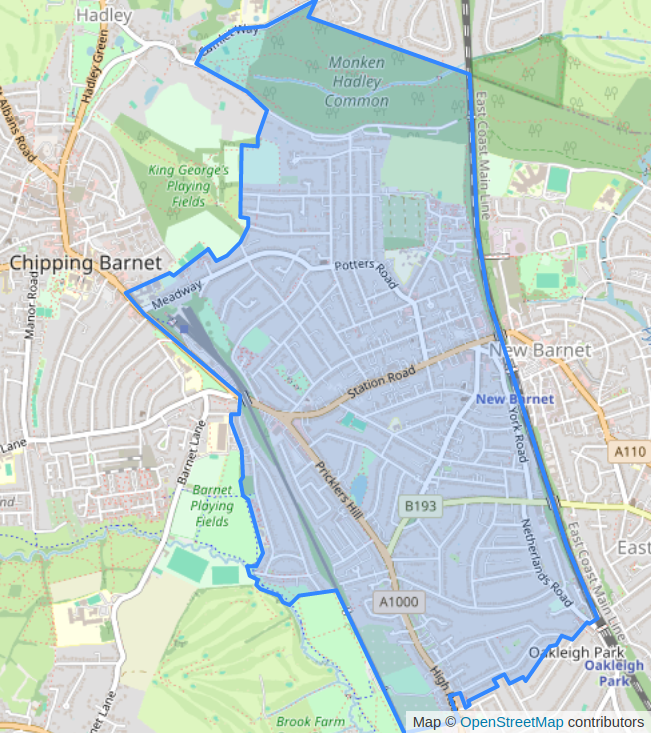 Hadley
Camlet Way
Hadley Green
Monken
Hadley
Common
East Coast Main Line
Albans Road
King George's
Playing
Fields
Chipping Barnet
Meadway
Potters Road
Manor Road
New Barnet
Station Road
New Barnet
York Road
Lane
Barnet Lane
A110
Pricklers Hill
Barnet
Playing
Fields
B193
East
Netherlands Road
East Coast Main Line
A1000
Oakleigh Park
Oakleigh
Park
High
Brook Farm
net Lane
Map © OpenStreetMap contributors